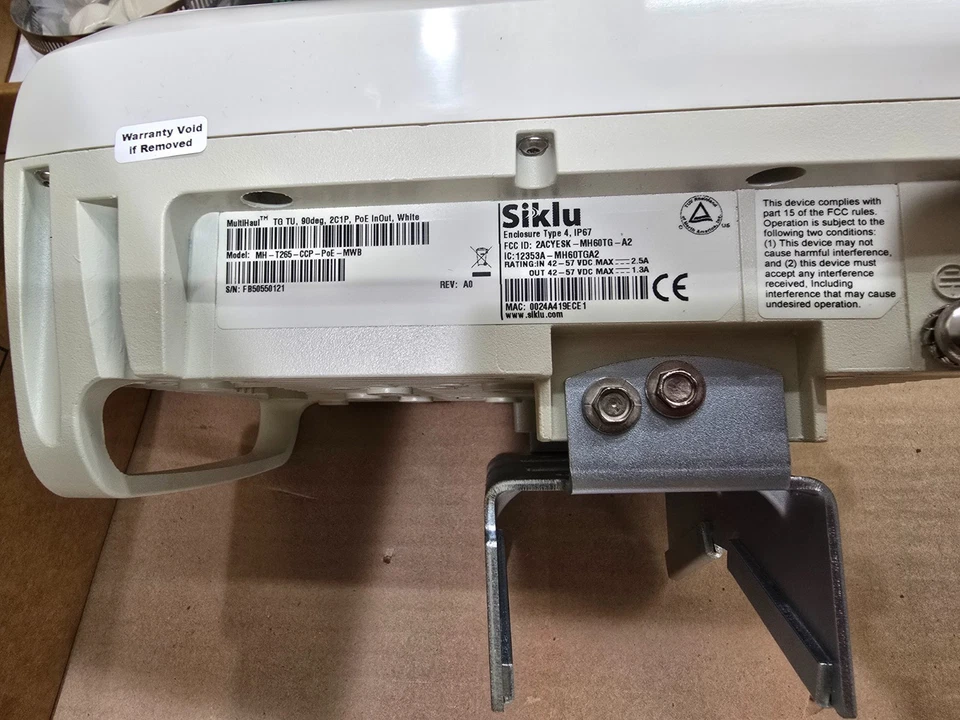 Warranty Void
if Removed
MultiHaul™ TG TU, 90deg, 2C1P, PoE InOut, White
Model: MH-T265-CCP-PoE-MWB
S/N: FB50550121
REV: A0
Siklu
Enclosure Type 4, IP67
FCC ID: 2ACYESK-MH60TG-A2
IC:12353A-MH60TGA2
RATING:IN 42-57 VDC MAX 2.5A
OUT 42-57 VDC MAX 1.3A
MAC: 0024A419ECE1
www.siklu.com
CE
US
This device complies with
part 15 of the FCC rules.
Operation is subject to the
following two conditions:
(1) This device may not
cause harmful interference,
and (2) this device must
accept any interference
received, including
interference that may cause
undesired operation.